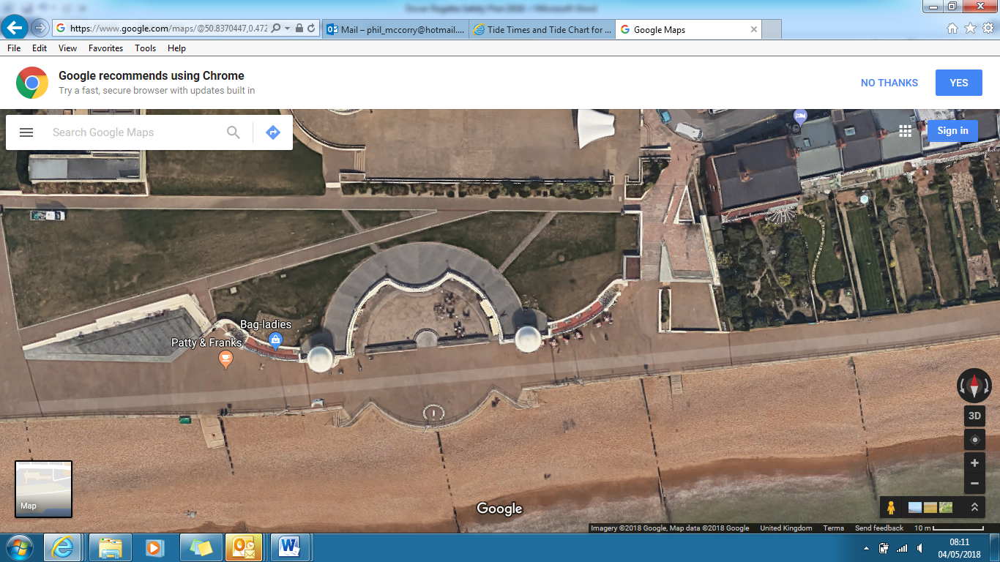 Dover Regatta Safety Plan 2018 - Microsoft Word
https://www.google.com/maps/@50.8370447,0.472
Mail – phil_mccorry@hotmail....
Tide Times and Tide Chart for ...
Google Maps
File Edit View Favorites Tools Help
Google recommends using Chrome
Try a fast, secure browser with updates built in
NO THANKS
YES
Search Google Maps
Sign in
Bag-ladies
Patty & Franks
3D
Map
Google
Imagery ©2018 Google, Map data ©2018 Google United Kingdom Terms Send feedback 10 m
08:11
04/05/2018